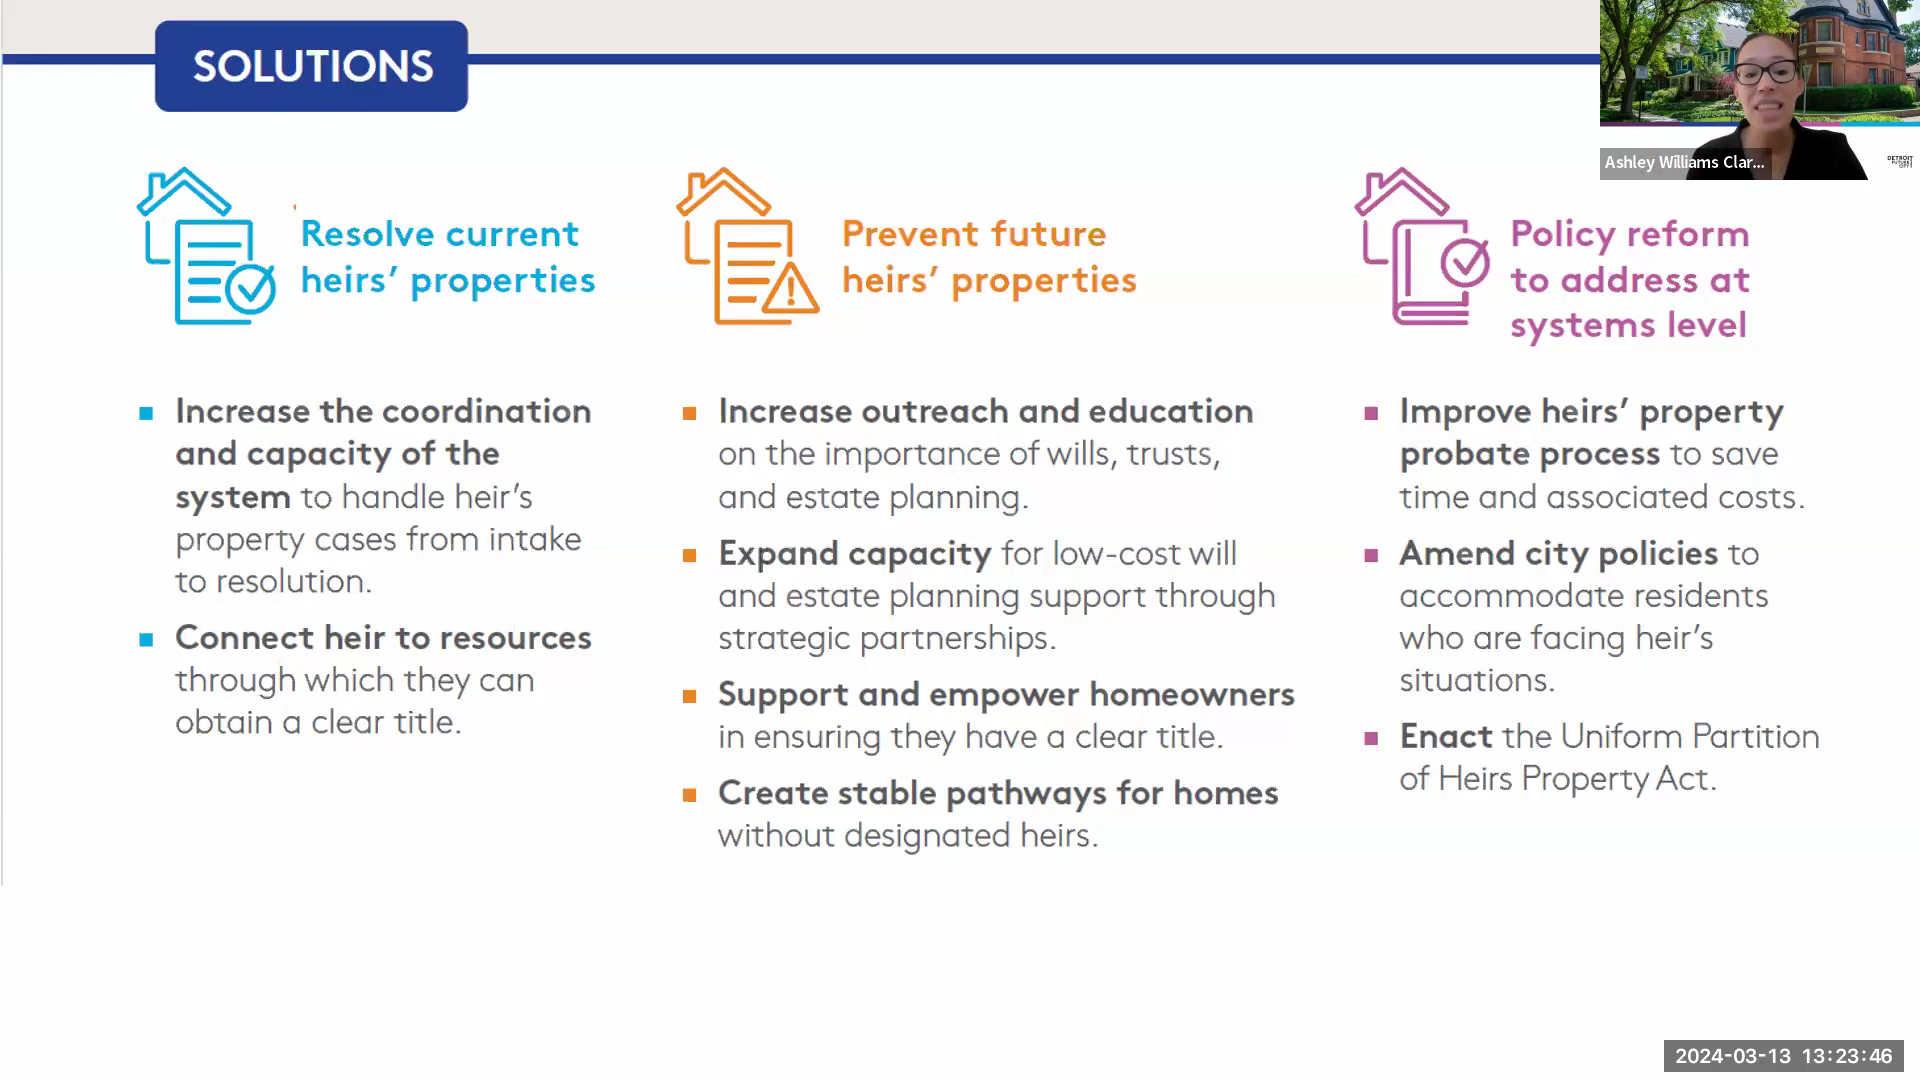 SOLUTIONS
Ashley Williams Clar...
DETROIT
FUTURE
CITY
Resolve current
heirs’ properties
Increase the coordination
and capacity of the
system to handle heir’s
property cases from intake
to resolution.
Connect heir to resources
through which they can
obtain a clear title.
Prevent future
heirs’ properties
Increase outreach and education
on the importance of wills, trusts,
and estate planning.
Expand capacity for low-cost will
and estate planning support through
strategic partnerships.
Support and empower homeowners
in ensuring they have a clear title.
Create stable pathways for homes
without designated heirs.
Policy reform
to address at
systems level
Improve heirs’ property
probate process to save
time and associated costs.
Amend city policies to
accommodate residents
who are facing heir’s
situations.
Enact the Uniform Partition
of Heirs Property Act.
2024-03-13 13:23:46